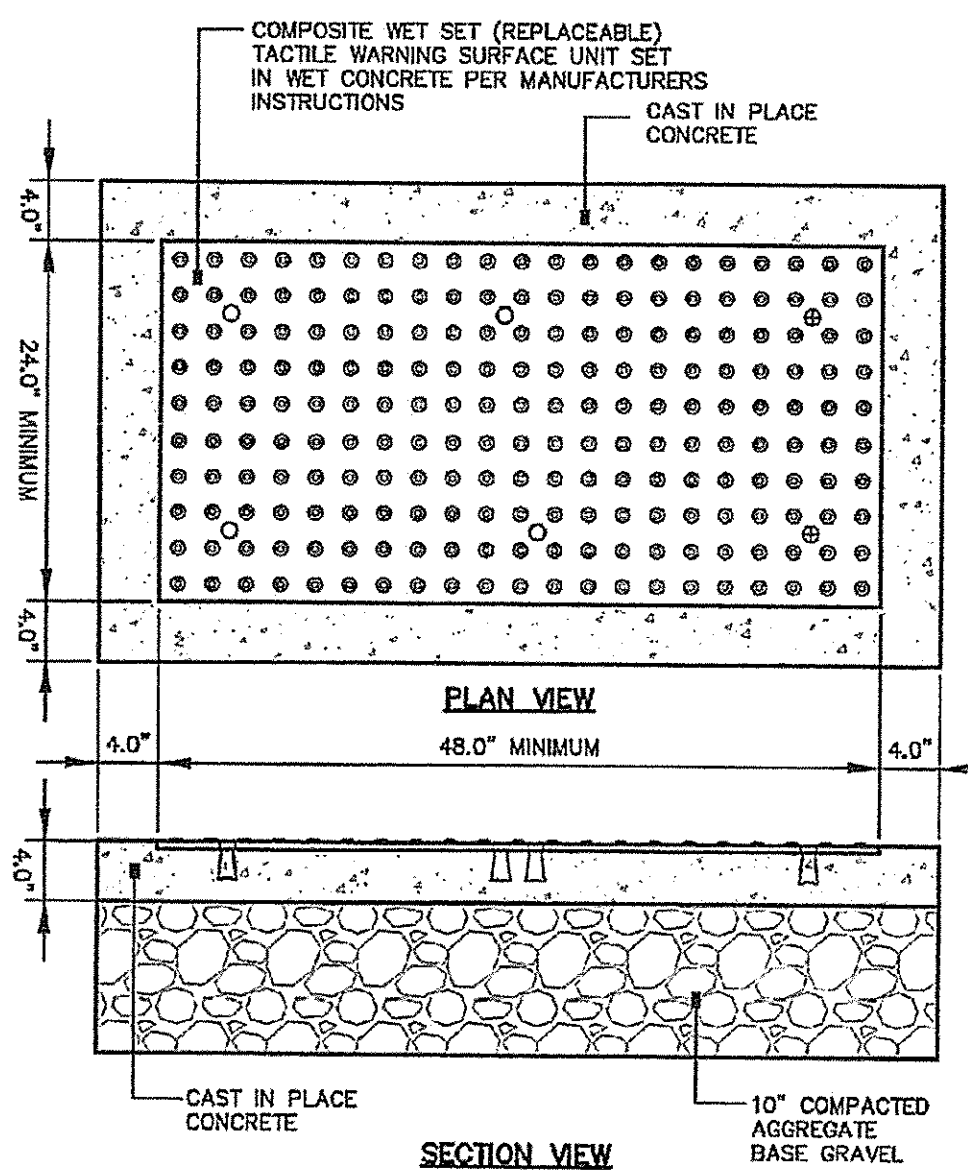 COMPOSITE WET SET (REPLACEABLE)
TACTILE WARNING SURFACE UNIT SET
IN WET CONCRETE PER MANUFACTURERS
INSTRUCTIONS
CAST IN PLACE
CONCRETE
4.0"
24.0" MINIMUM
4.0"
PLAN VIEW
4.0"
48.0" MINIMUM
4.0"
4.0"
CAST IN PLACE
CONCRETE
10" COMPACTED
AGGREGATE
BASE GRAVEL
SECTION VIEW